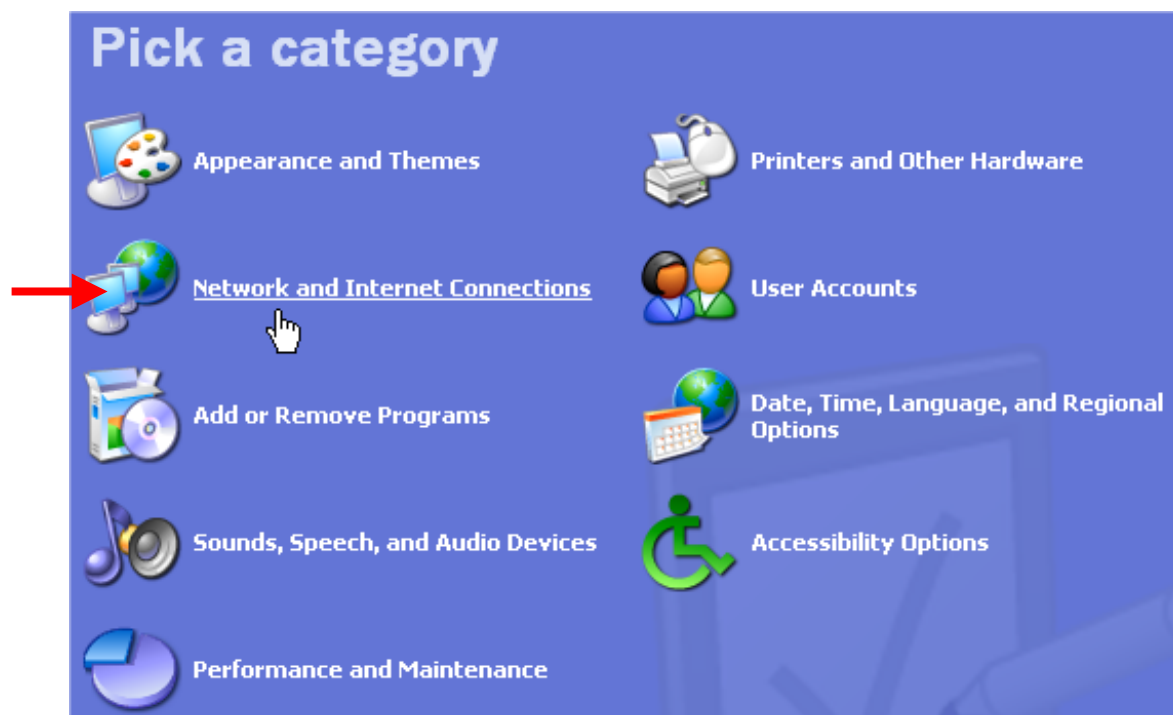 Pick a category
Appearance and Themes
Printers and Other Hardware
Network and Internet Connections
User Accounts
Add or Remove Programs
Date, Time, Language, and Regional
Options
Sounds, Speech, and Audio Devices
Accessibility Options
Performance and Maintenance